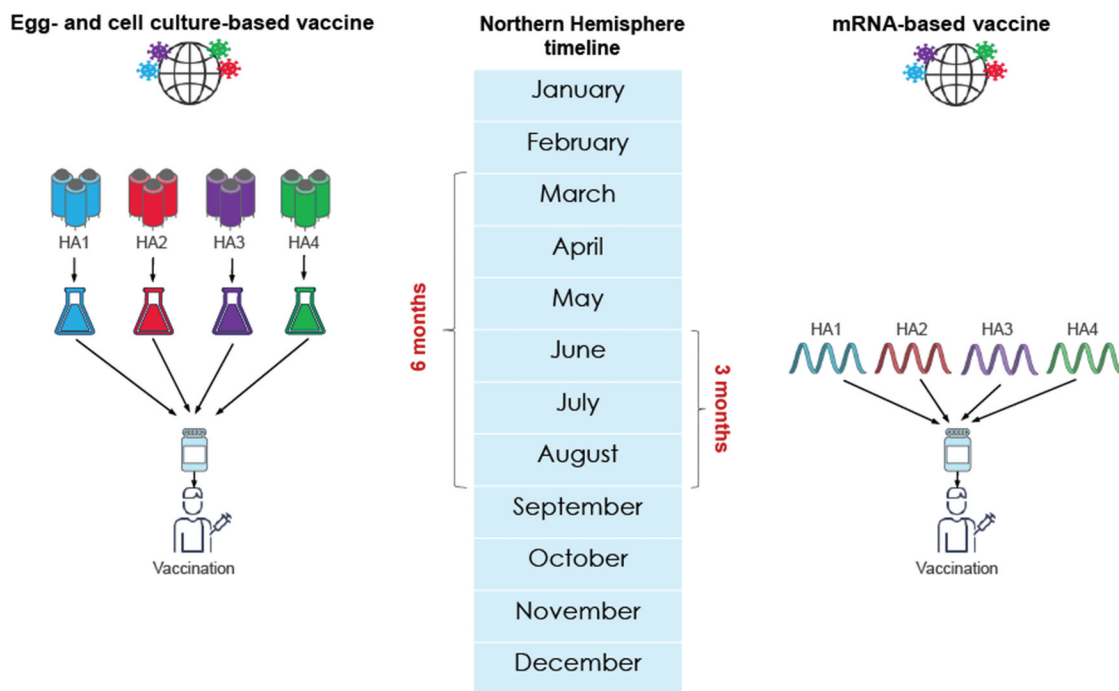 Egg- and cell culture-based vaccine
HA1
HA2
HA3
HA4
Vaccination
6 months
Northern Hemisphere
timeline
January
February
March
April
May
June
July
August
September
October
November
December
3 months
mRNA-based vaccine
HA1
HA2
HA3
HA4
Vaccination